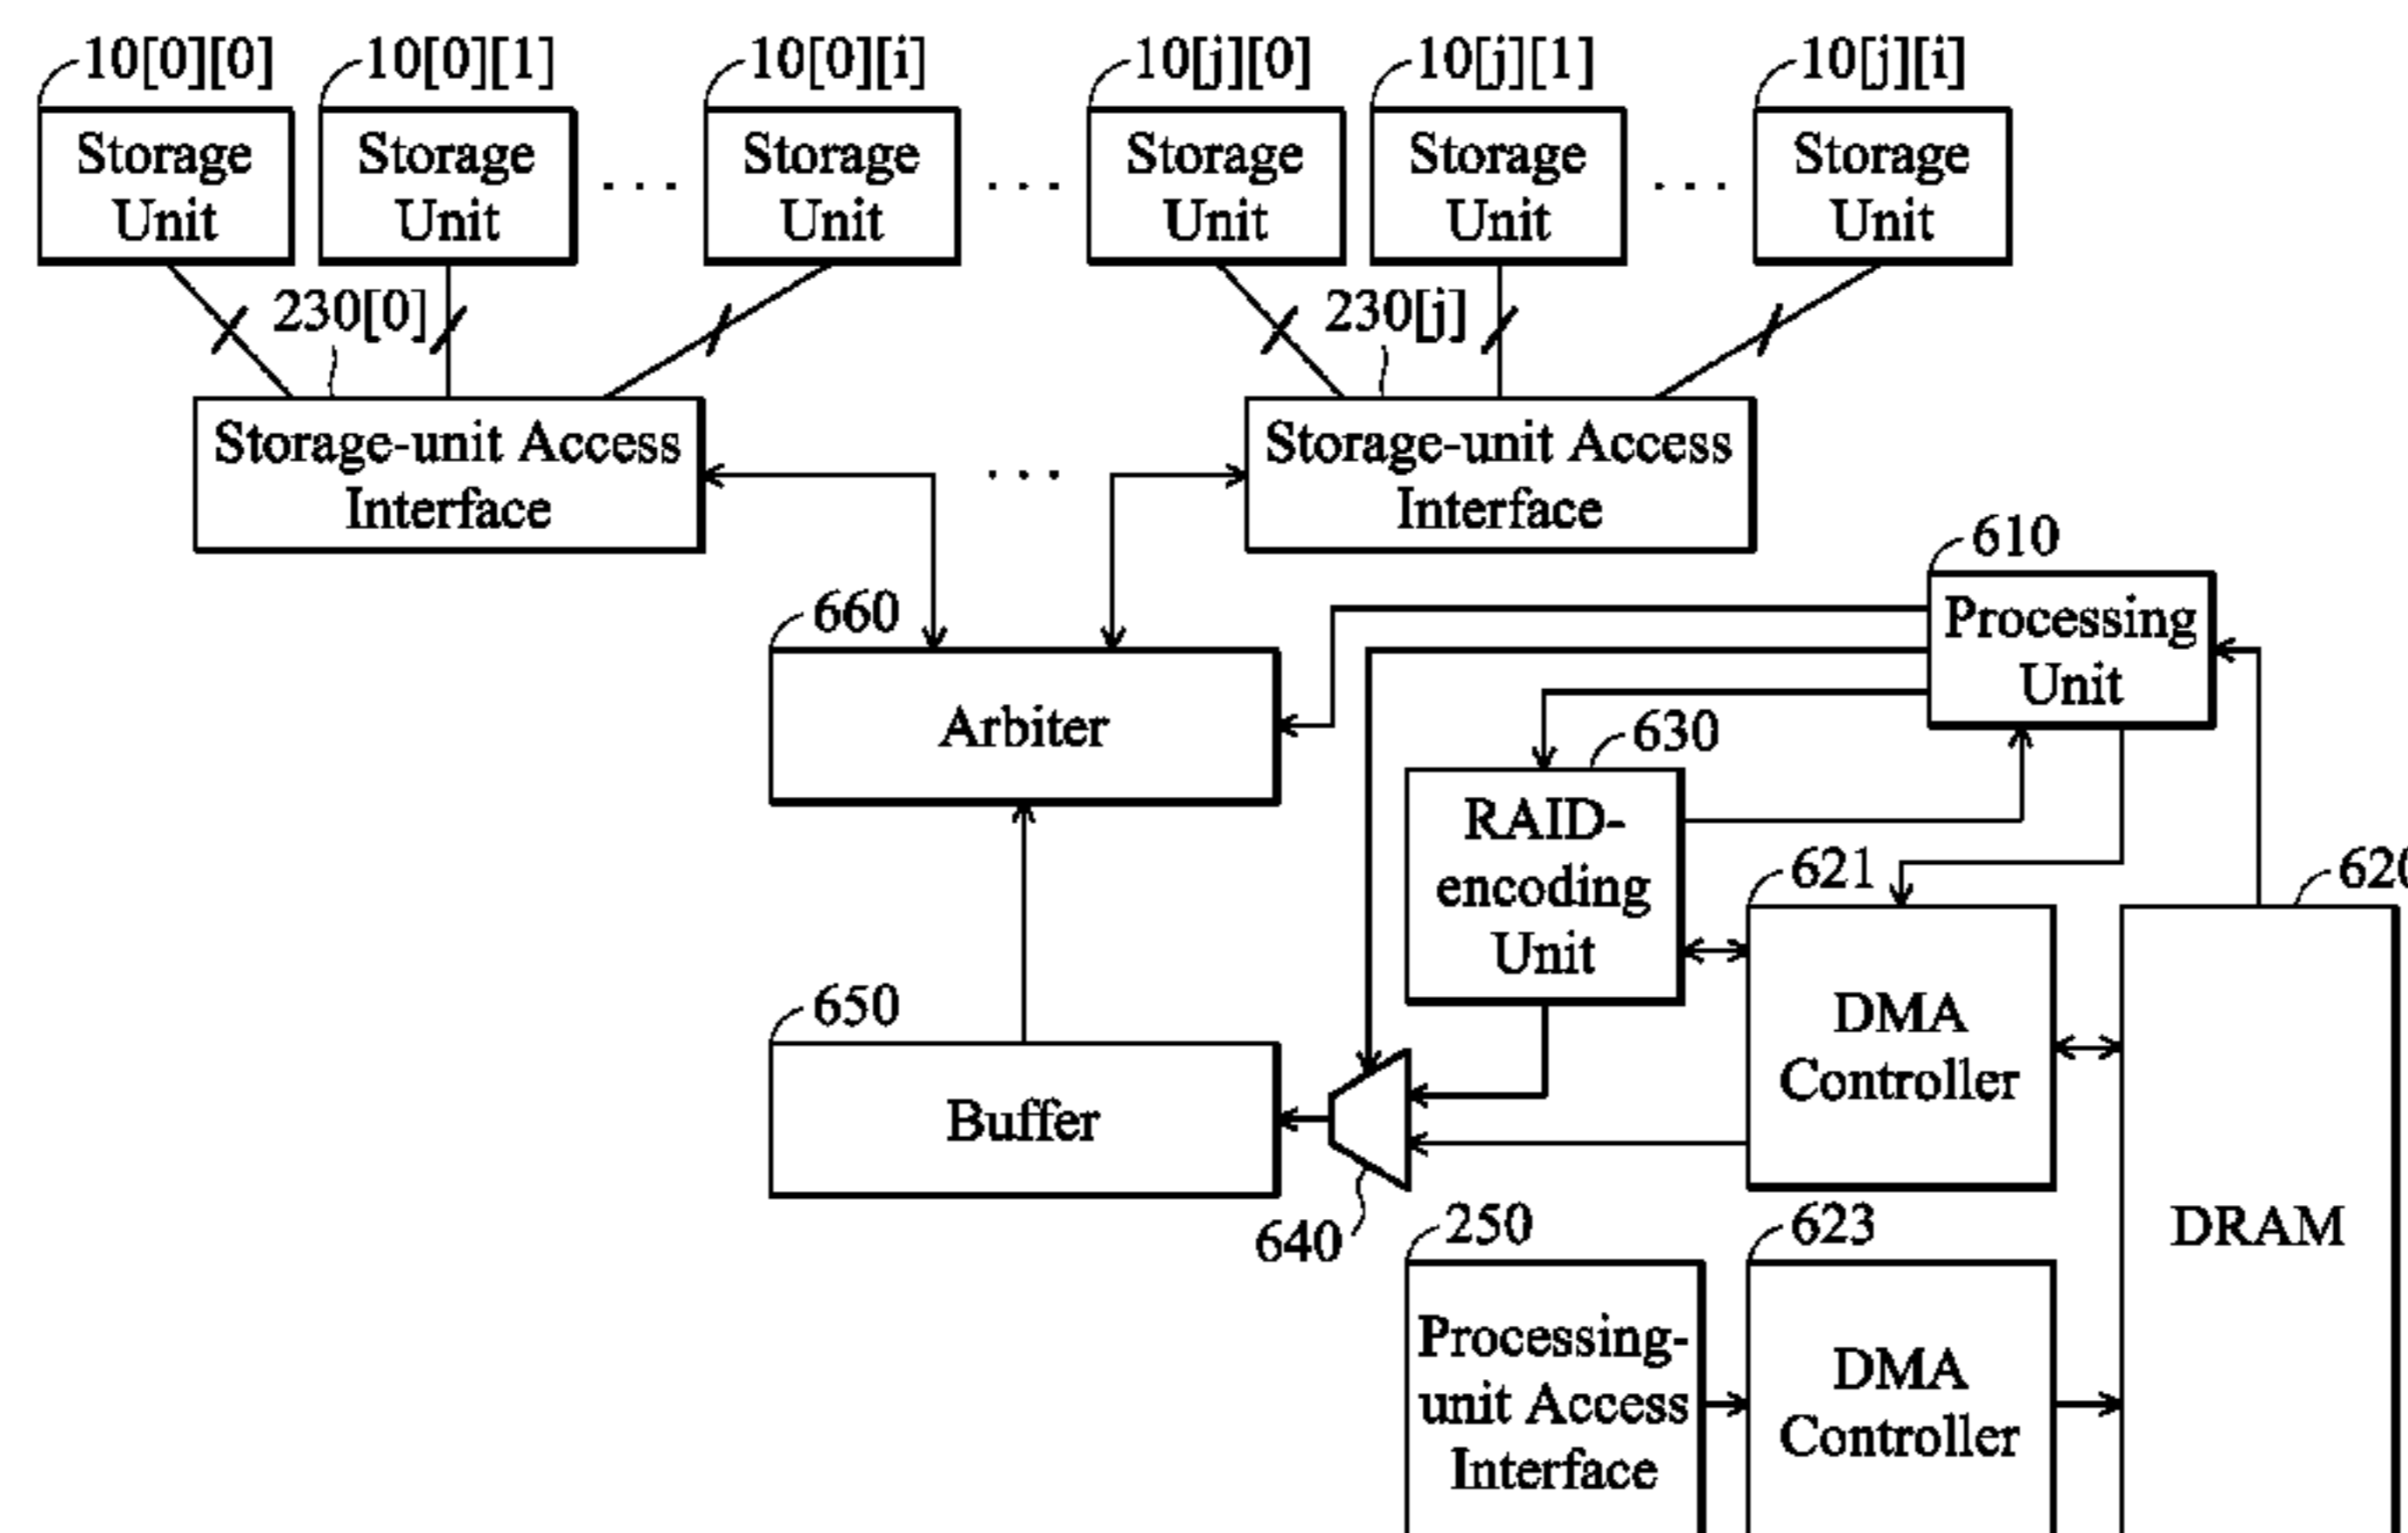 10[0][0] 10[0][1] 10[0][i] 10[j][0] 10[j][1] 10[j][i]
Storage Storage Storage Storage Storage Storage
Unit Unit ... Unit ... Unit Unit ... Unit
230[0] 230[j]
Storage-unit Access
Interface
...
Storage-unit Access
Interface
610
Processing
Unit
660
Arbiter
630
RAID-
encoding
Unit
621
DMA
Controller
620
DRAM
650
Buffer
640
250
Processing-
unit Access
Interface
623
DMA
Controller